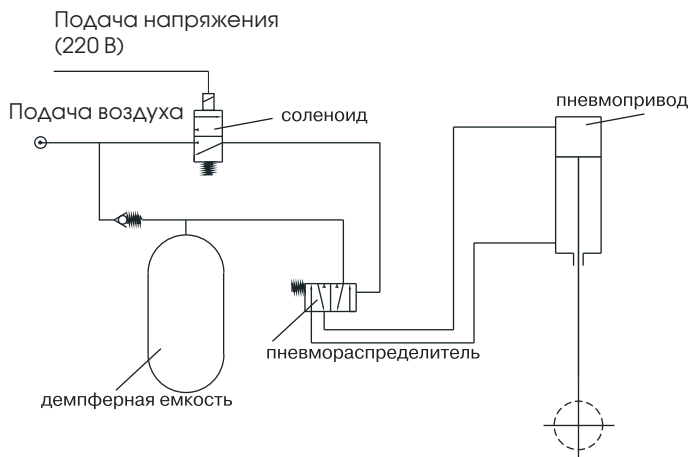 Подача напряжения
(220 В)
Подача воздуха
соленоид
пневмопривод
пневмораспределитель
демпферная емкость